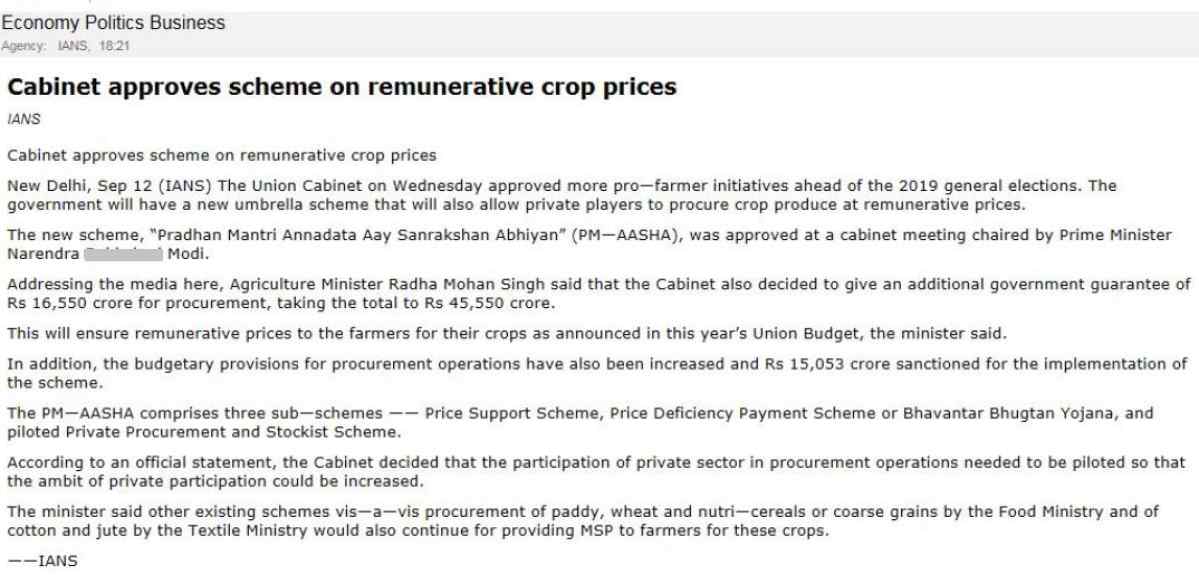 Economy Politics Business
Agency: IANS, 18:21
Cabinet approves scheme on remunerative crop prices
IANS
Cabinet approves scheme on remunerative crop prices
New Delhi, Sep 12 (IANS) The Union Cabinet on Wednesday approved more pro—farmer initiatives ahead of the 2019 general elections. The
government will have a new umbrella scheme that will also allow private players to procure crop produce at remunerative prices.
The new scheme, “Pradhan Mantri Annadata Aay Sanrakshan Abhiyan” (PM—AASHA), was approved at a cabinet meeting chaired by Prime Minister
Narendra Modi.
Addressing the media here, Agriculture Minister Radha Mohan Singh said that the Cabinet also decided to give an additional government guarantee of
Rs 16,550 crore for procurement, taking the total to Rs 45,550 crore.
This will ensure remunerative prices to the farmers for their crops as announced in this year’s Union Budget, the minister said.
In addition, the budgetary provisions for procurement operations have also been increased and Rs 15,053 crore sanctioned for the implementation of
the scheme.
The PM—AASHA comprises three sub—schemes —— Price Support Scheme, Price Deficiency Payment Scheme or Bhavantar Bhugtan Yojana, and
piloted Private Procurement and Stockist Scheme.
According to an official statement, the Cabinet decided that the participation of private sector in procurement operations needed to be piloted so that
the ambit of private participation could be increased.
The minister said other existing schemes vis—a—vis procurement of paddy, wheat and nutri—cereals or coarse grains by the Food Ministry and of
cotton and jute by the Textile Ministry would also continue for providing MSP to farmers for these crops.
——IANS